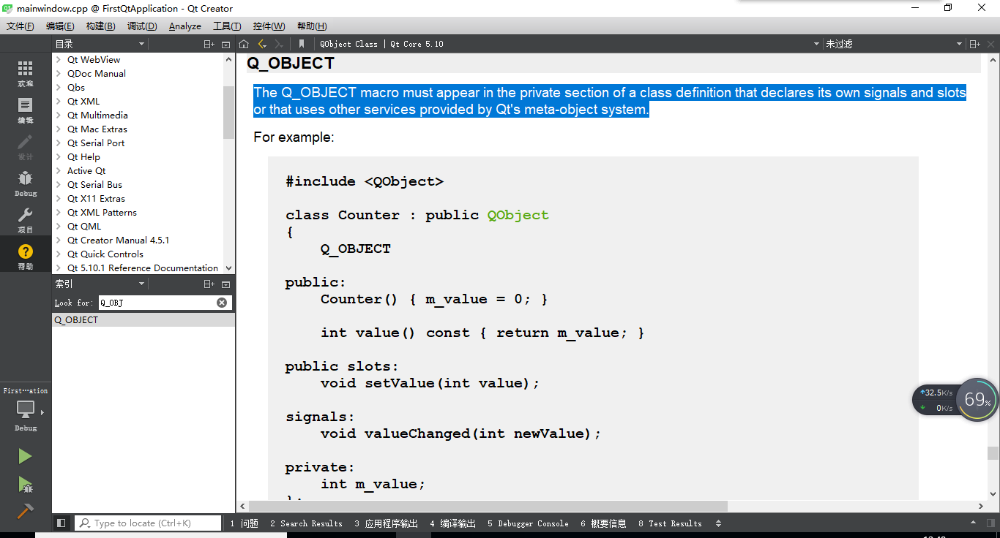 mainwindow.cpp @ FirstQtApplication - Qt Creator
文件(F) 编辑(E) 构建(B) 调试(D) Analyze 工具(T) 控件(W) 帮助(H)
目录
QObject Class | Qt Core 5.10
未过滤
欢迎
编辑
设计
Debug
项目
帮助
Qt WebView
QDoc Manual
Qbs
Qt XML
Qt Multimedia
Qt Mac Extras
Qt Serial Port
Qt Help
Active Qt
Qt Serial Bus
Qt X11 Extras
Qt XML Patterns
Qt QML
Qt Creator Manual 4.5.1
Qt Quick Controls
Qt 5.10.1 Reference Documentation
索引
Look for: Q_OBJ
Q_OBJECT
First···ation
Debug
Q_OBJECT
The Q_OBJECT macro must appear in the private section of a class definition that declares its own signals and slots
or that uses other services provided by Qt's meta-object system.
For example:
#include <QObject>
class Counter : public QObject
{
Q_OBJECT
public:
Counter() { m_value = 0; }
int value() const { return m_value; }
public slots:
void setValue(int value);
signals:
void valueChanged(int newValue);
private:
int m_value;
};
32.5K/s
0K/s
69%
Type to locate (Ctrl+K)
1 问题 2 Search Results 3 应用程序输出 4 编译输出 5 Debugger Console 6 概要信息 8 Test Results